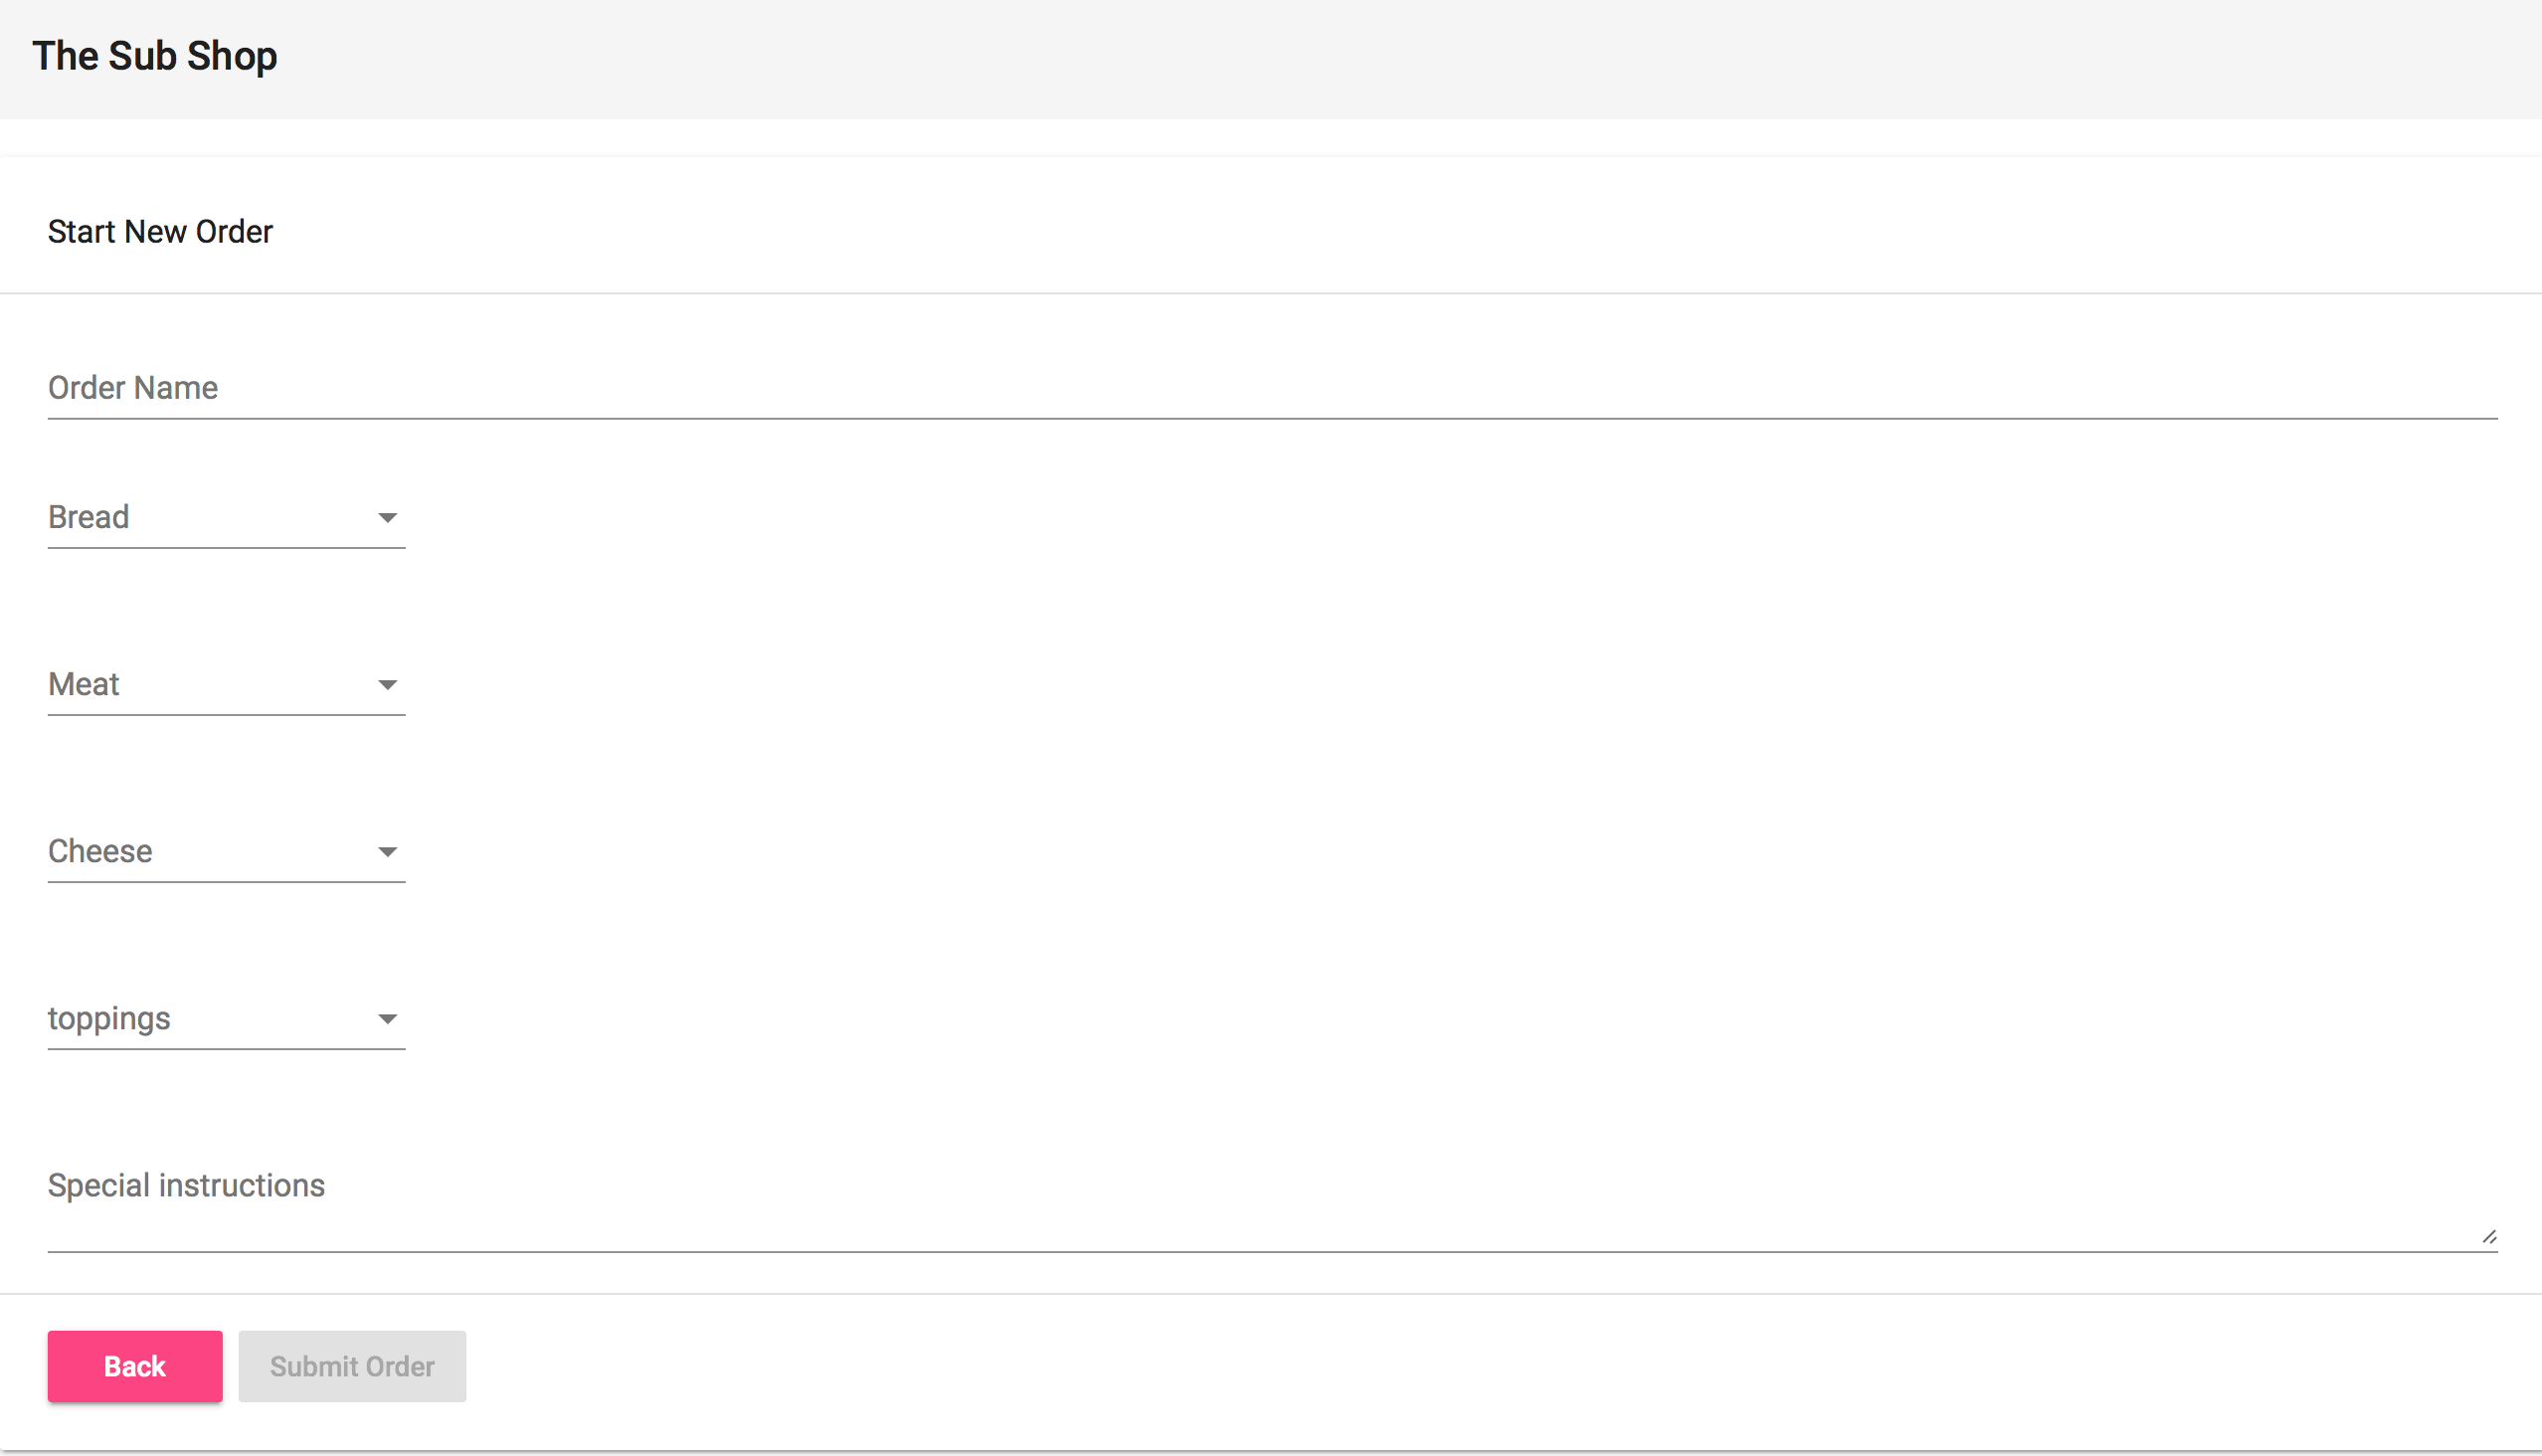 The Sub Shop
Start New Order
Order Name
Bread
Meat
Cheese
toppings
Special instructions
Back
Submit Order